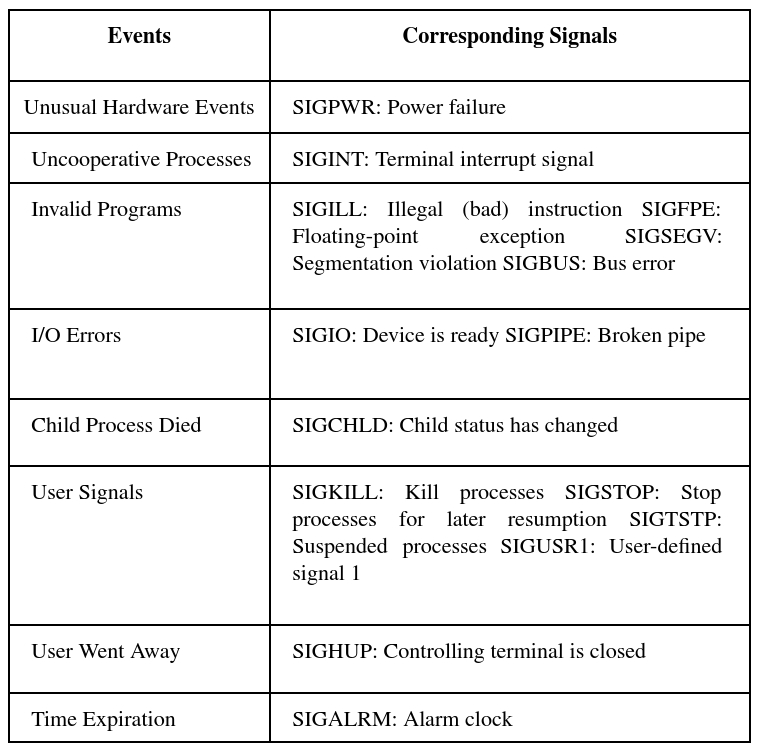 Events
Corresponding Signals
Unusual Hardware Events
SIGPWR: Power failure
Uncooperative Processes
SIGINT: Terminal interrupt signal
Invalid Programs
SIGILL: Illegal (bad) instruction SIGFPE:
Floating-point exception SIGSEGV:
Segmentation violation SIGBUS: Bus error
I/O Errors
SIGIO: Device is ready SIGPIPE: Broken pipe
Child Process Died
SIGCHLD: Child status has changed
User Signals
SIGKILL: Kill processes SIGSTOP: Stop
processes for later resumption SIGTSTP:
Suspended processes SIGUSR1: User-defined
signal 1
User Went Away
SIGHUP: Controlling terminal is closed
Time Expiration
SIGALRM: Alarm clock